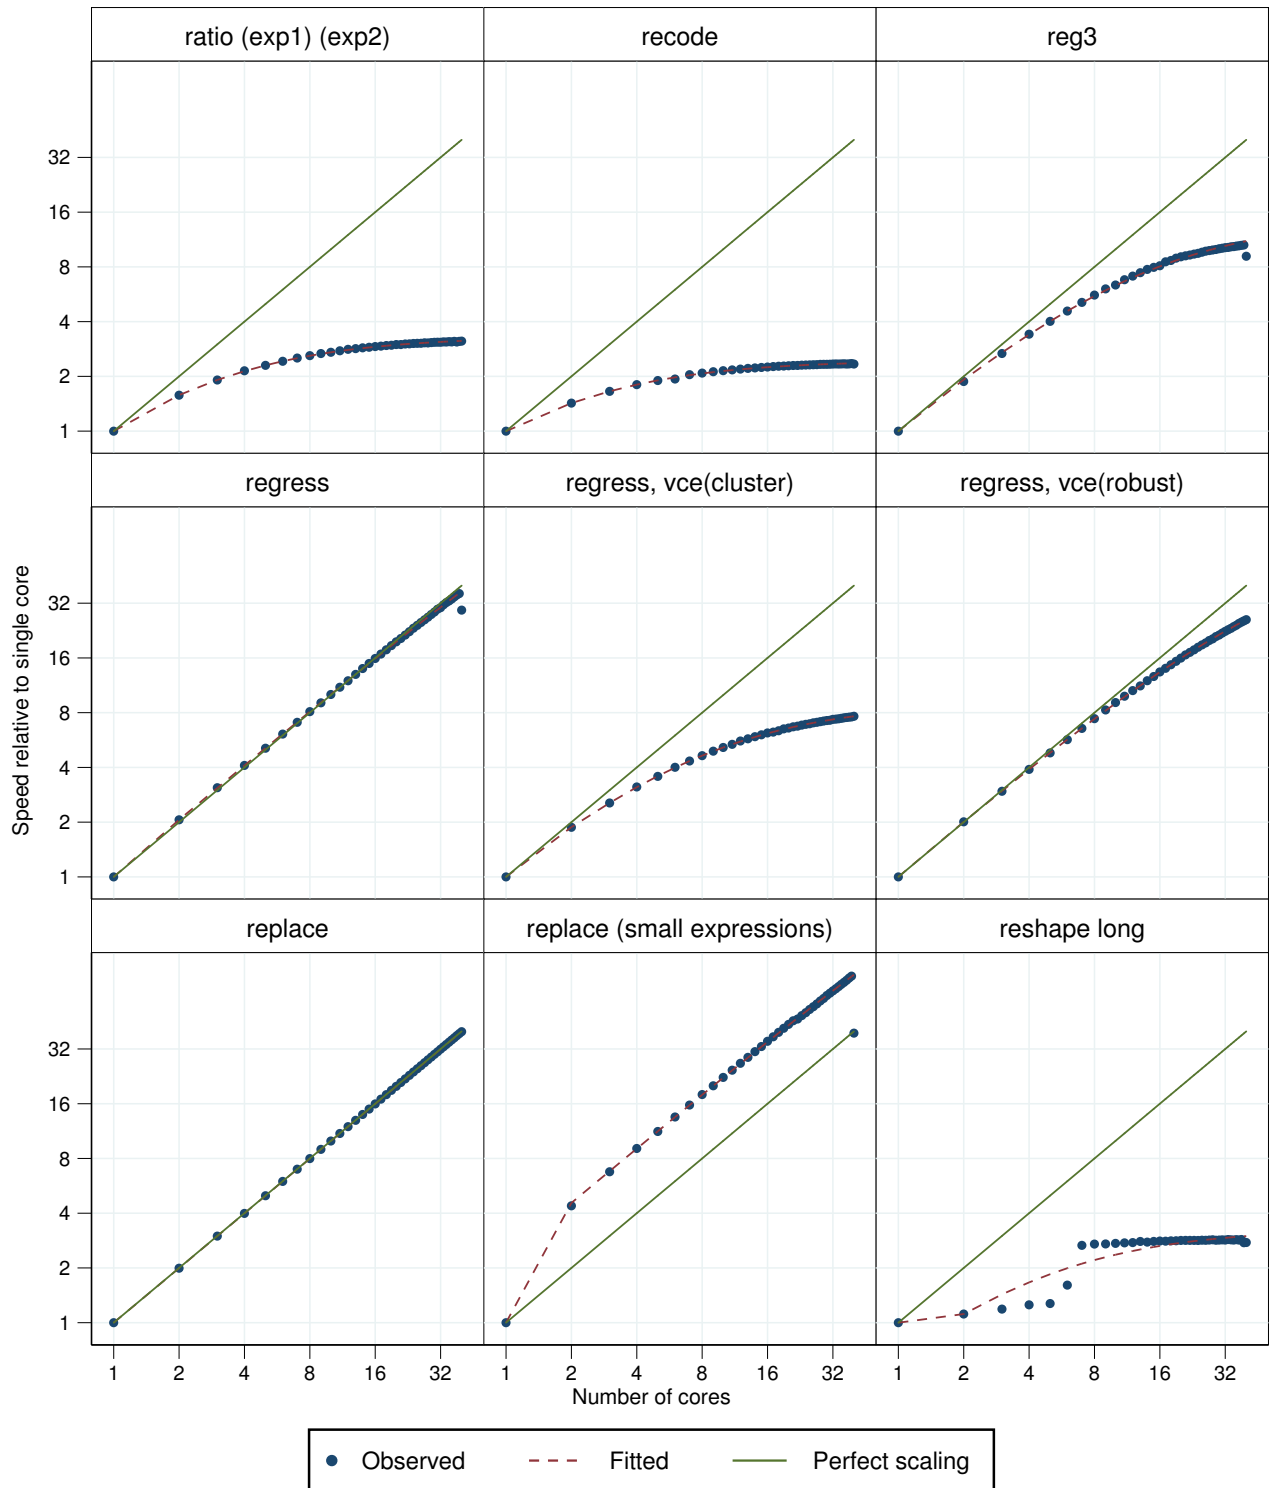 ratio (exp1) (exp2)
recode
reg3
32
16
8
4
2
1
regress
regress, vce(cluster)
regress, vce(robust)
Speed relative to single core
32
16
8
4
2
1
replace
replace (small expressions)
reshape long
32
16
8
4
2
1
1 2 4 8 16 32 1 2 4 8 16 32 1 2 4 8 16 32
Number of cores
Observed Fitted Perfect scaling